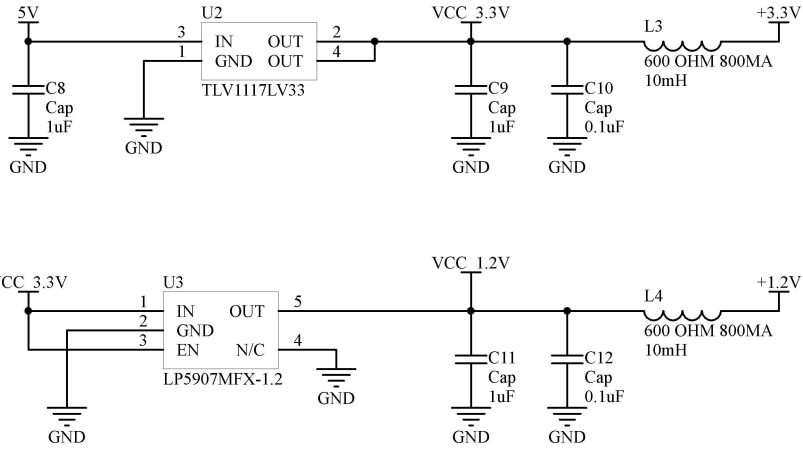 5V
U2
VCC_3.3V
+3.3V
L3
3
IN
OUT
2
1
GND
OUT
4
600 OHM 800MA
10mH
TLV1117LV33
C8
Cap
1uF
C9
Cap
1uF
C10
Cap
0.1uF
GND
GND
GND
GND
VCC_1.2V
VCC_3.3V
U3
+1.2V
L4
1
IN
OUT
5
2
GND
3
EN
N/C
4
600 OHM 800MA
10mH
LP5907MFX-1.2
C11
Cap
1uF
C12
Cap
0.1uF
GND
GND
GND
GND